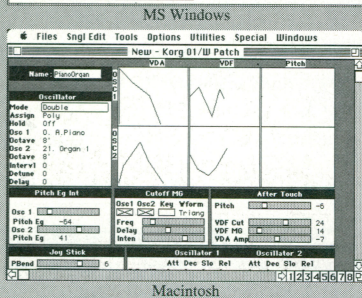 MS Windows
Files Sngl Edit Tools Options Utilities Special Windows
New - Korg 01/W Patch
VDA VDF Pitch
Name: PianoOrgan
OSC1
Oscillator
Mode Double
Assign Poly
Hold Off
Osc 1 0. A.Piano
Octave 8'
Osc 2 21. Organ 1
Octave 8'
Intervl 0
Detune 0
Delay 0
OSC2
Pitch Eg Int
Osc 1
Pitch Eg -64
Osc 2
Pitch Eg 41
Cutoff MG
Osc1 Osc2 Key Wform
Triang
Freq
Delay
Inten
After Touch
Pitch -6
VDF Cut 24
VDF MG 14
VDA Amp -7
Joy Stick
PBend 6
Oscillator 1 Oscillator 2
Att Dec Slo Rel Att Dec Slo Rel
12345678
Macintosh